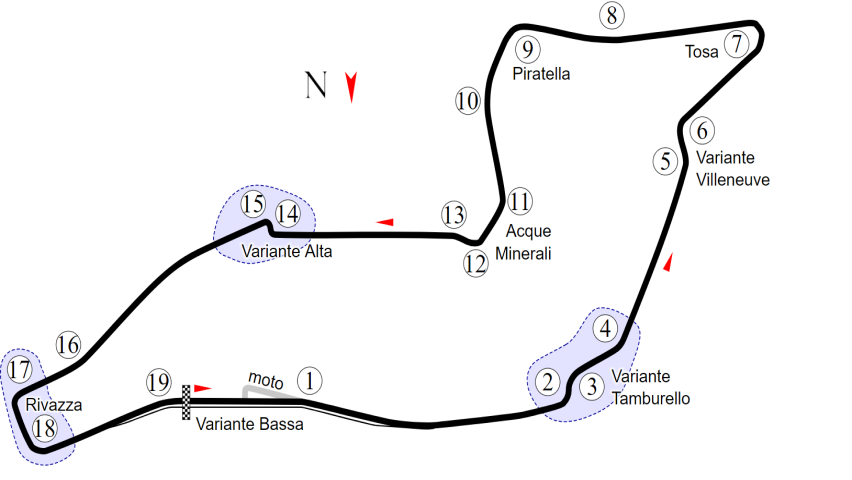 8
7
Tosa
9
Piratella
N
10
6
5
Variante
Villeneuve
15
14
13
11
Acque
Minerali
12
Variante Alta
4
16
17
Rivazza
18
19
moto
1
2
3
Variante
Tamburello
Variante Bassa